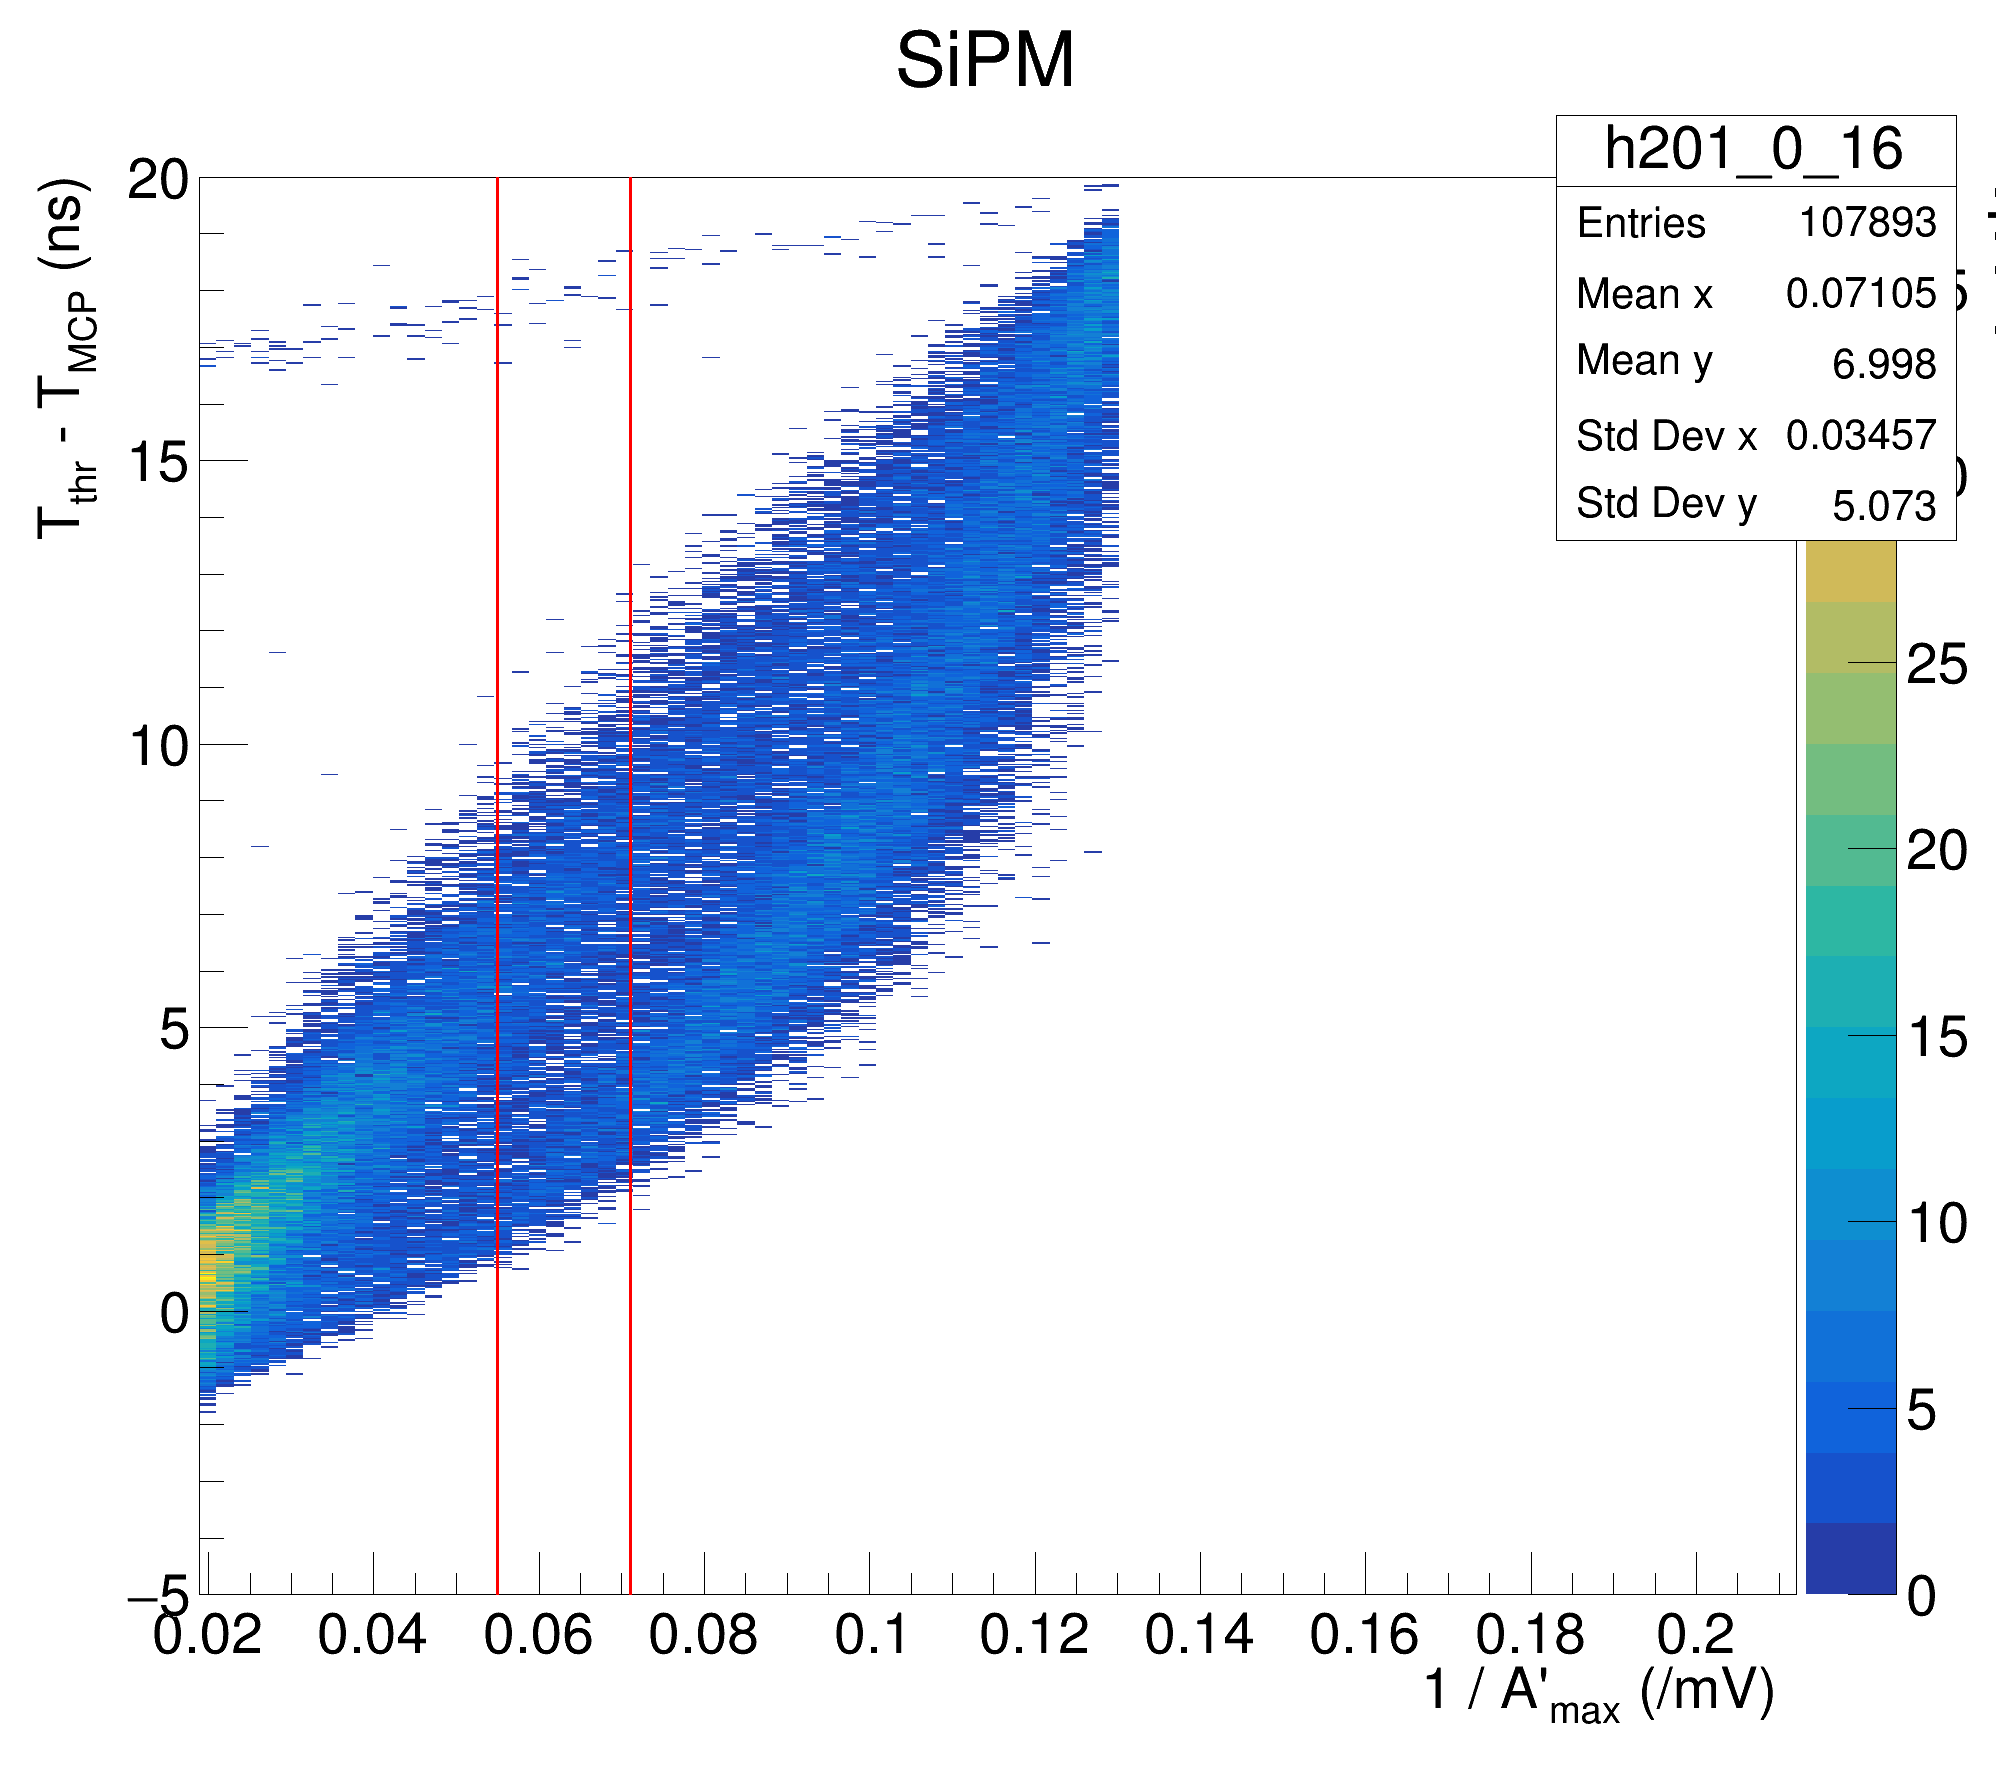 SiPM
h201_0_16
Entries 107893
Mean x 0.07105
Mean y 6.998
Std Dev x 0.03457
Std Dev y 5.073
T_thr - T_MCP (ns)
20
15
10
5
0
−5
0.02 0.04 0.06 0.08 0.1 0.12 0.14 0.16 0.18 0.2
1 / A'_max (/mV)
25
20
15
10
5
0